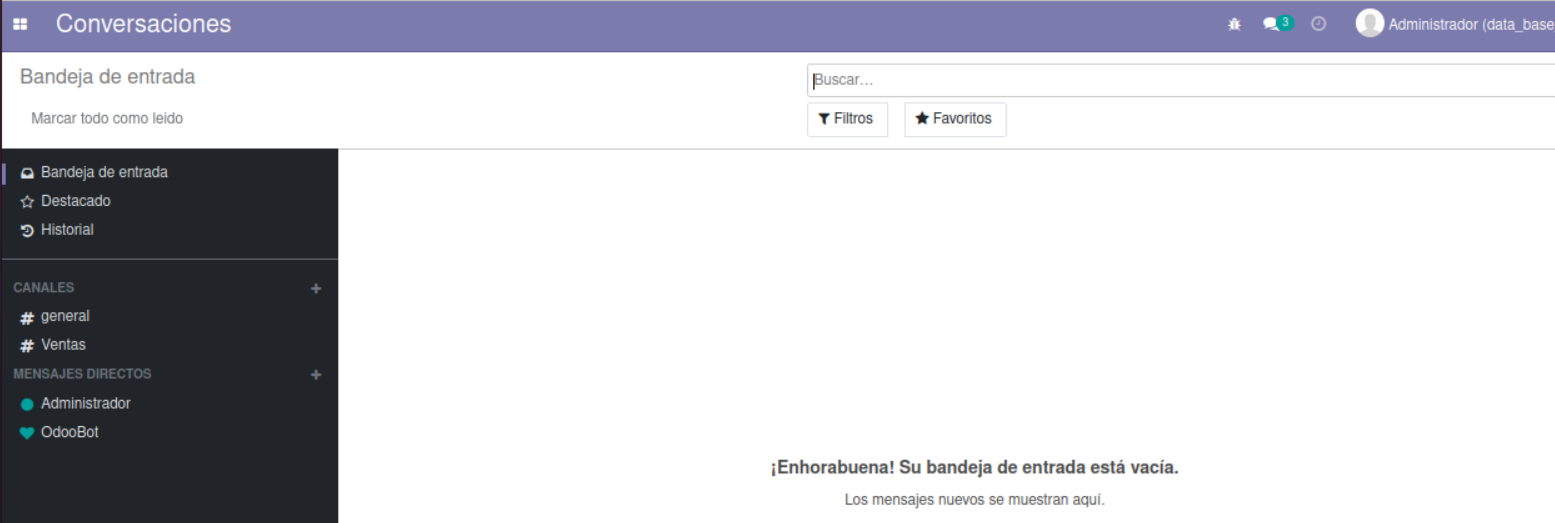 Conversaciones
3
Administrador (data_base
Bandeja de entrada
Buscar...
Marcar todo como leido
Filtros
Favoritos
Bandeja de entrada
Destacado
Historial
CANALES
# general
# Ventas
MENSAJES DIRECTOS
Administrador
OdooBot
¡Enhorabuena! Su bandeja de entrada está vacía.
Los mensajes nuevos se muestran aquí.